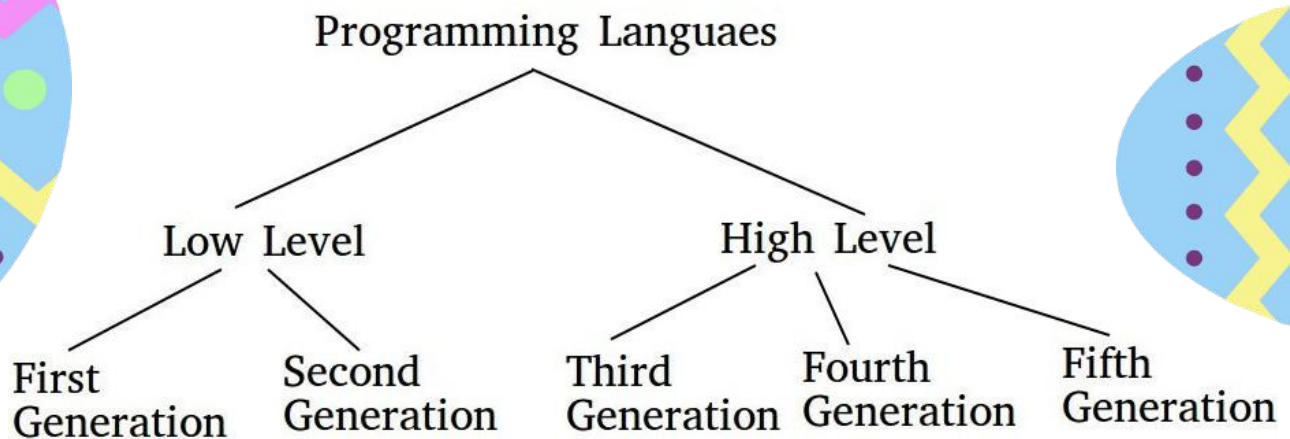 Programming Languaes
Low Level
High Level
First
Generation
Second
Generation
Third
Generation
Fourth
Generation
Fifth
Generation